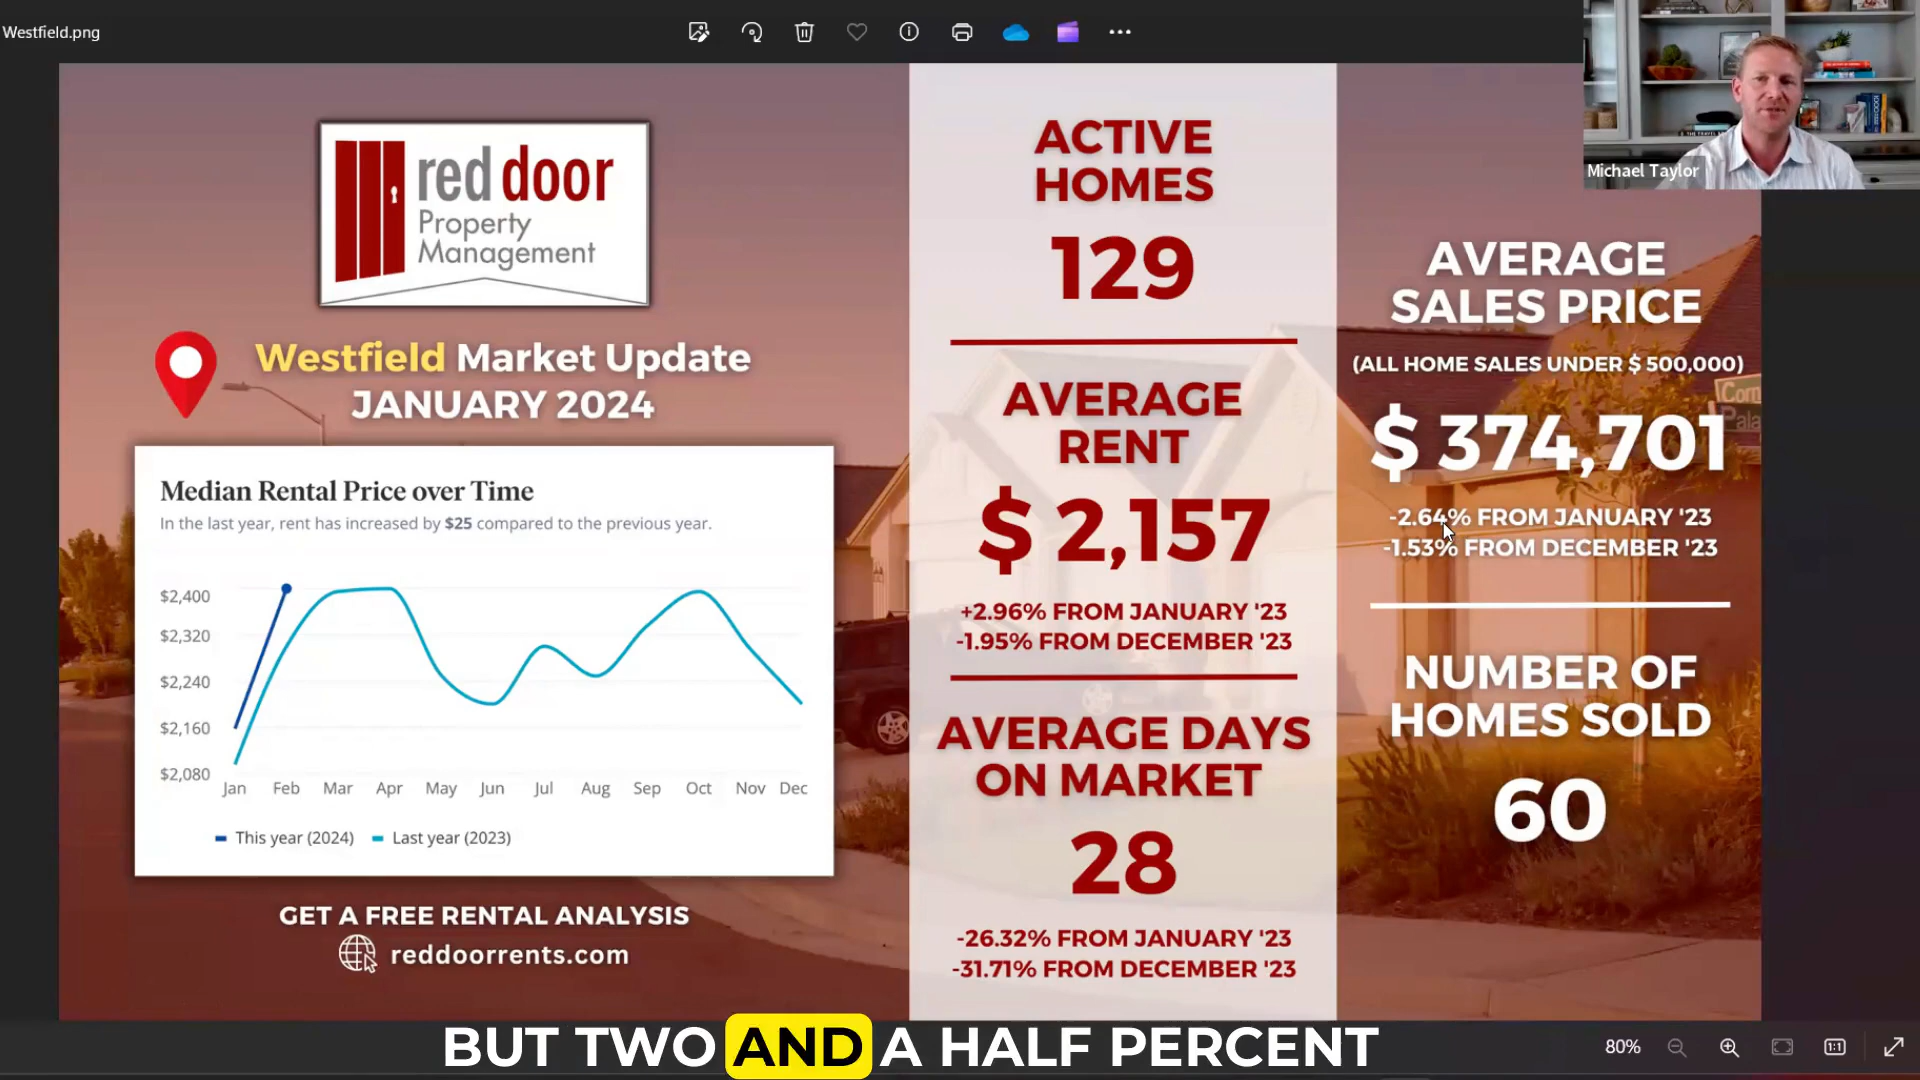 Westfield.png
red door
Property
Management
Westfield Market Update
JANUARY 2024
Median Rental Price over Time
In the last year, rent has increased by $25 compared to the previous year.
$2,400
$2,320
$2,240
$2,160
$2,080
Jan Feb Mar Apr May Jun Jul Aug Sep Oct Nov Dec
This year (2024) Last year (2023)
GET A FREE RENTAL ANALYSIS
reddoorrents.com
ACTIVE
HOMES
129
AVERAGE
RENT
$ 2,157
+2.96% FROM JANUARY '23
-1.95% FROM DECEMBER '23
AVERAGE DAYS
ON MARKET
28
-26.32% FROM JANUARY '23
-31.71% FROM DECEMBER '23
Michael Taylor
AVERAGE
SALES PRICE
(ALL HOME SALES UNDER $ 500,000)
$ 374,701
-2.64% FROM JANUARY '23
-1.53% FROM DECEMBER '23
NUMBER OF
HOMES SOLD
60
BUT TWO AND A HALF PERCENT
80%
1:1